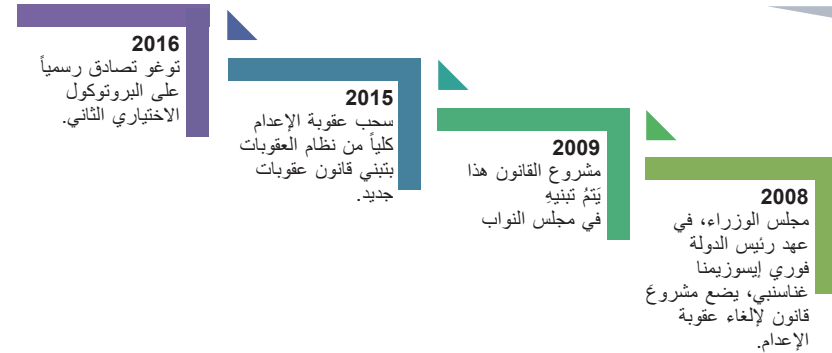 2016
توغو تصادق رسمياً
على البروتوكول
الاختياري الثاني.
2015
سحب عقوبة الإعدام
كلياً من نظام العقوبات
بتبني قانون عقوبات
جديد.
2009
مشروع القانون هذا
يَتمُ تبنيهِ
في مجلس النواب
2008
مجلس الوزراء، في
عهد رئيس الدولة
فوري إيسوزيمنا
غناسنبي، يضع مشروعَ
قانون لإلغاء عقوبة
الإعدام.